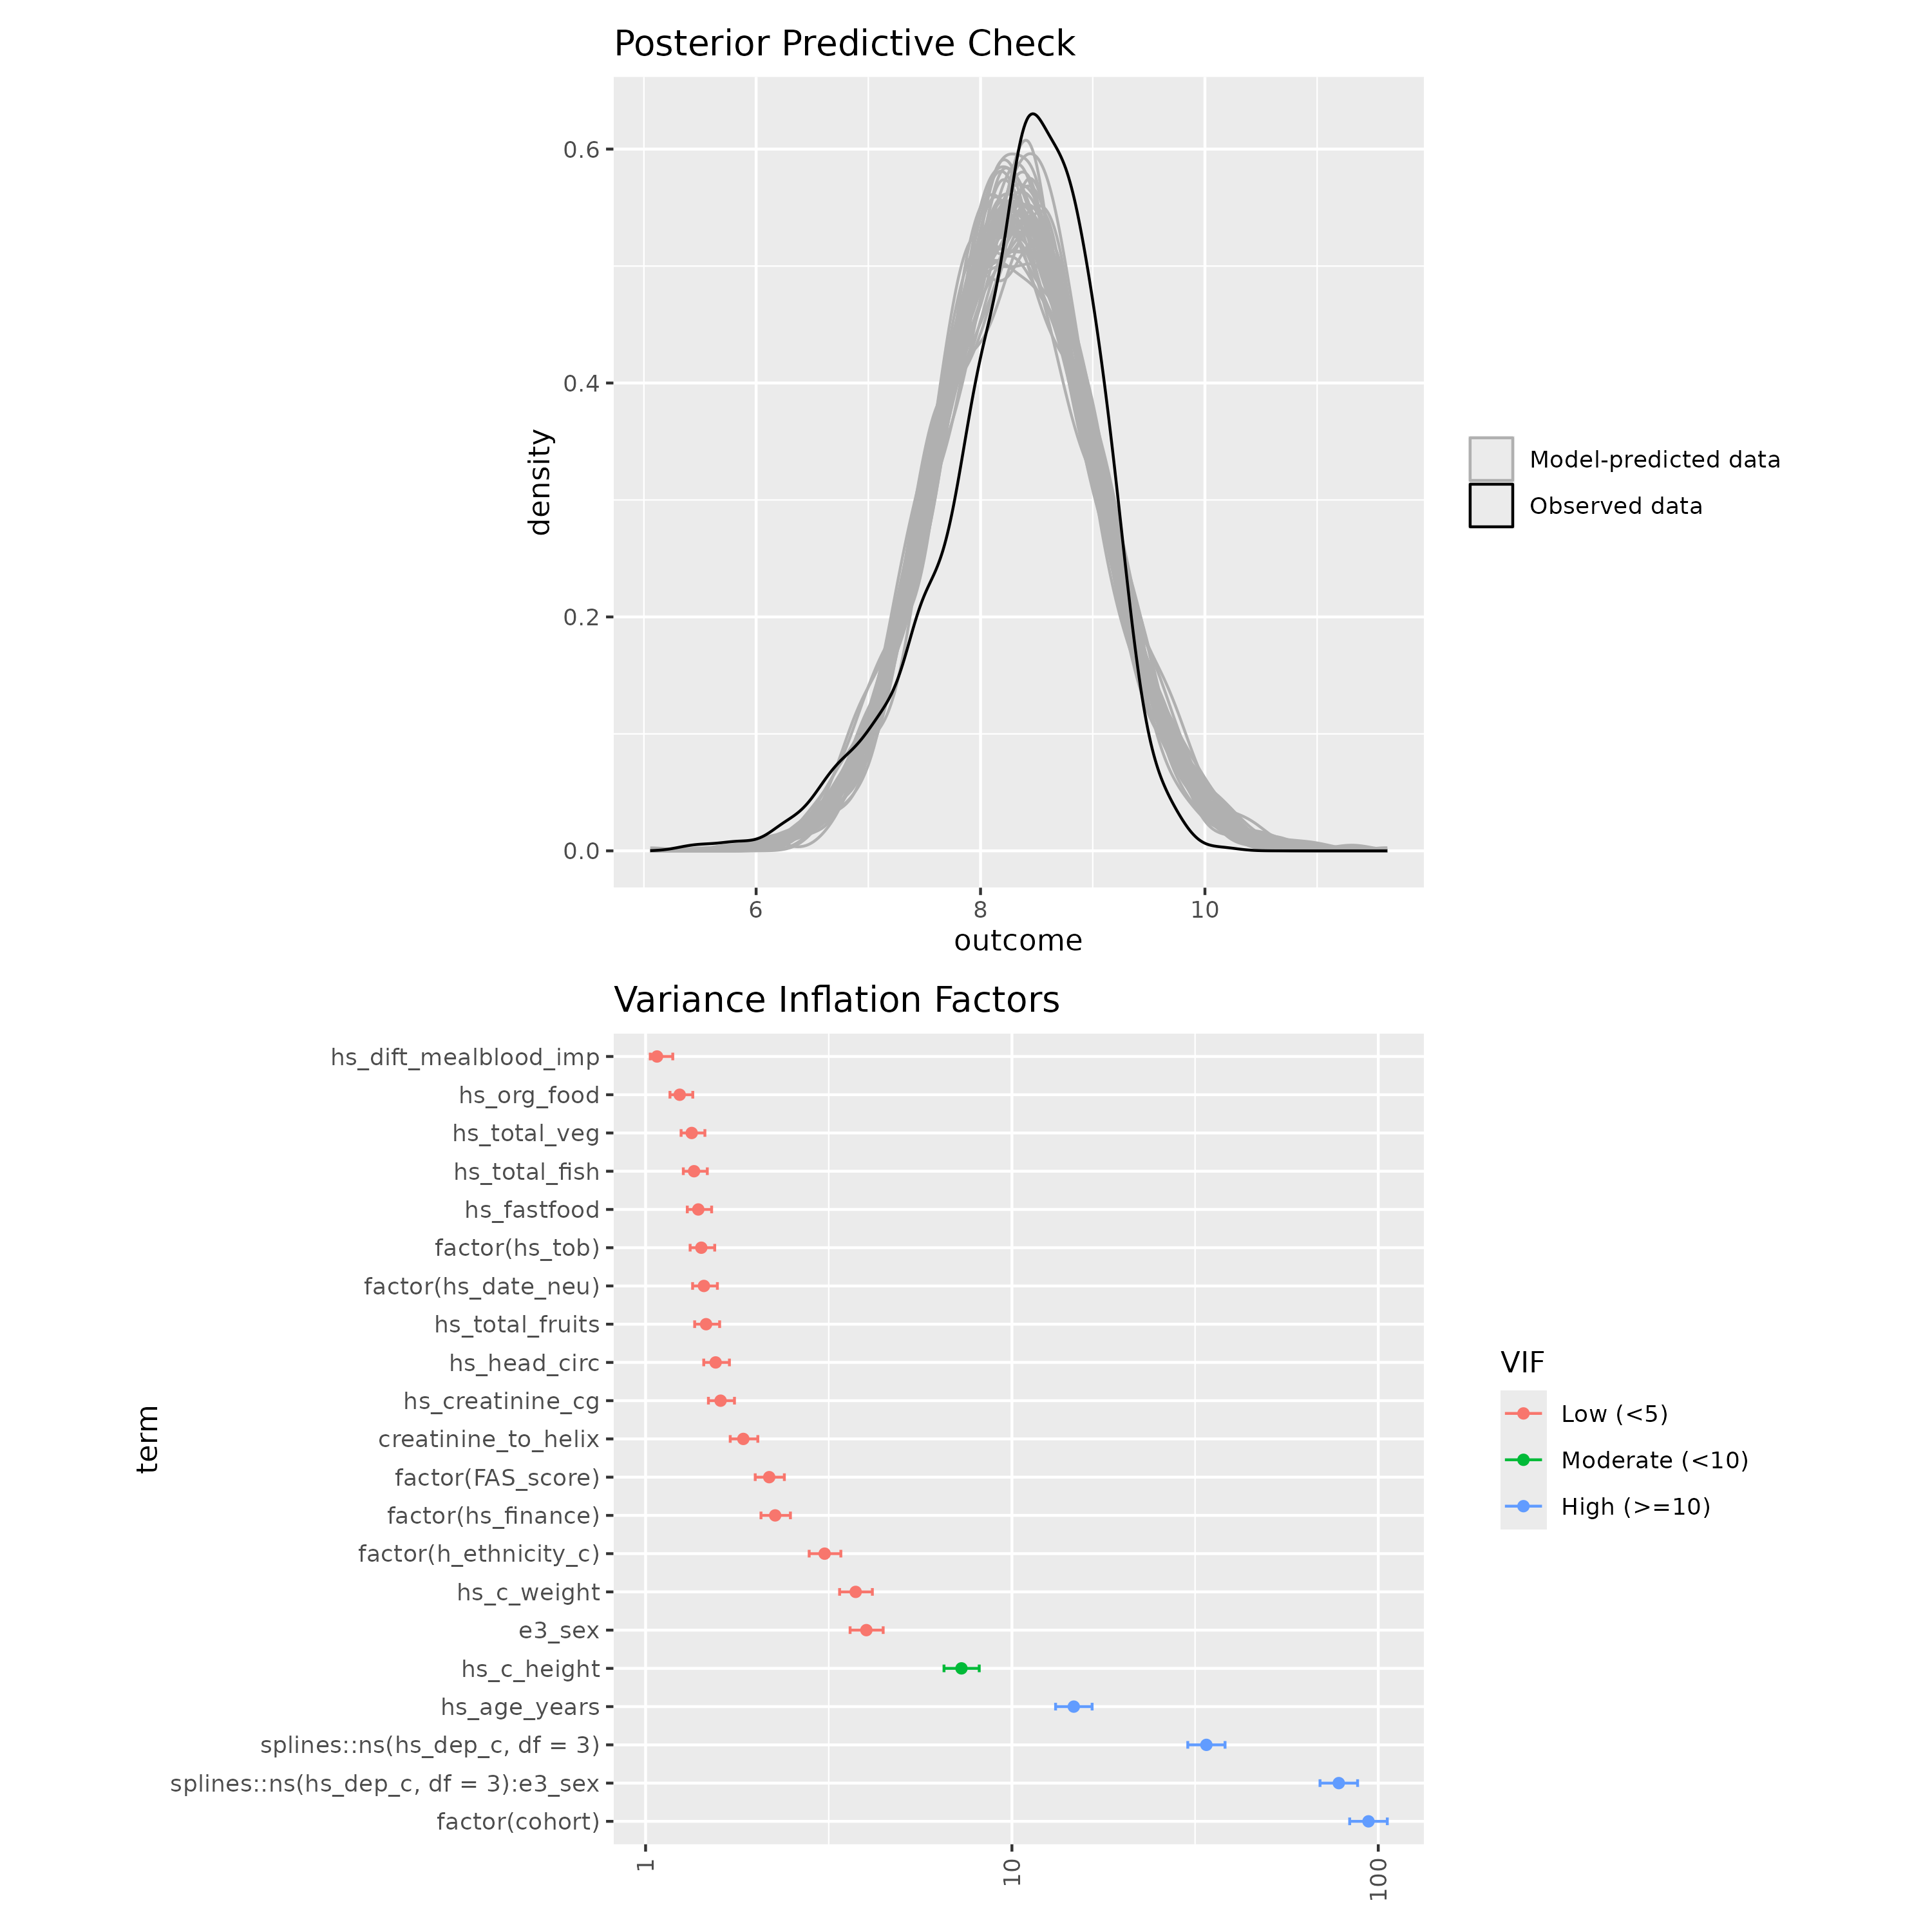 Posterior Predictive Check
0.6
0.4
0.2
0.0
density
6 8 10
outcome
Model-predicted data
Observed data
Variance Inflation Factors
hs_dift_mealblood_imp
hs_org_food
hs_total_veg
hs_total_fish
hs_fastfood
factor(hs_tob)
factor(hs_date_neu)
hs_total_fruits
hs_head_circ
hs_creatinine_cg
creatinine_to_helix
factor(FAS_score)
factor(hs_finance)
factor(h_ethnicity_c)
hs_c_weight
e3_sex
hs_c_height
hs_age_years
splines::ns(hs_dep_c, df = 3)
splines::ns(hs_dep_c, df = 3):e3_sex
factor(cohort)
term
1 10 100
VIF
Low (<5)
Moderate (<10)
High (>=10)